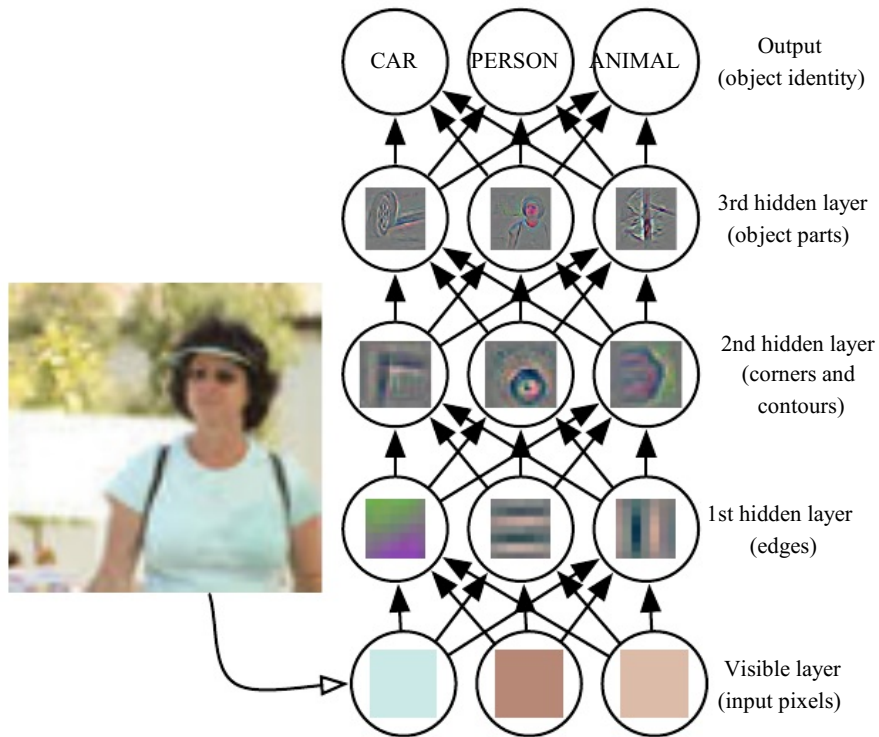 CAR PERSON ANIMAL
Output
(object identity)
3rd hidden layer
(object parts)
2nd hidden layer
(corners and
contours)
1st hidden layer
(edges)
Visible layer
(input pixels)